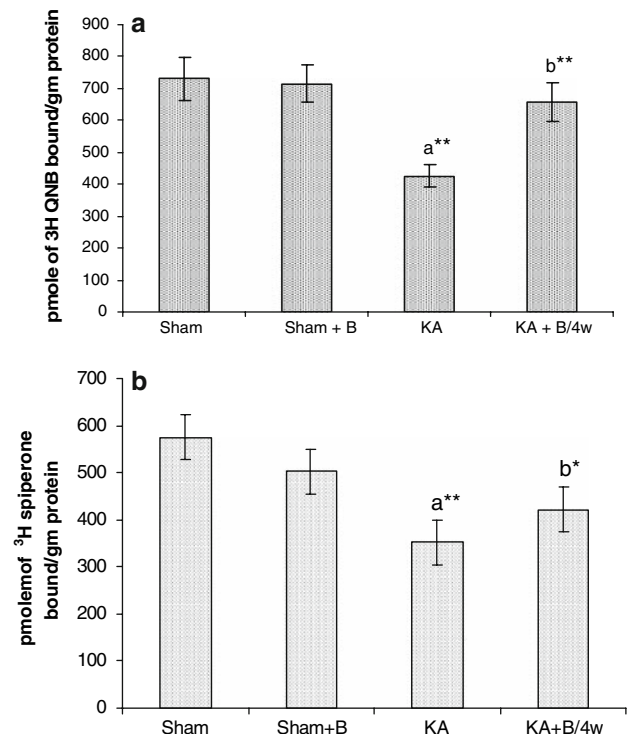 a
pmole of 3H QNB bound/gm protein
900
800
700
600
500
400
300
200
100
0
a**
b**
Sham
Sham + B
KA
KA + B/4w
b
pmolemof ³H spiperone
bound/gm protein
700
600
500
400
300
200
100
0
a**
b*
Sham
Sham+B
KA
KA+B/4w